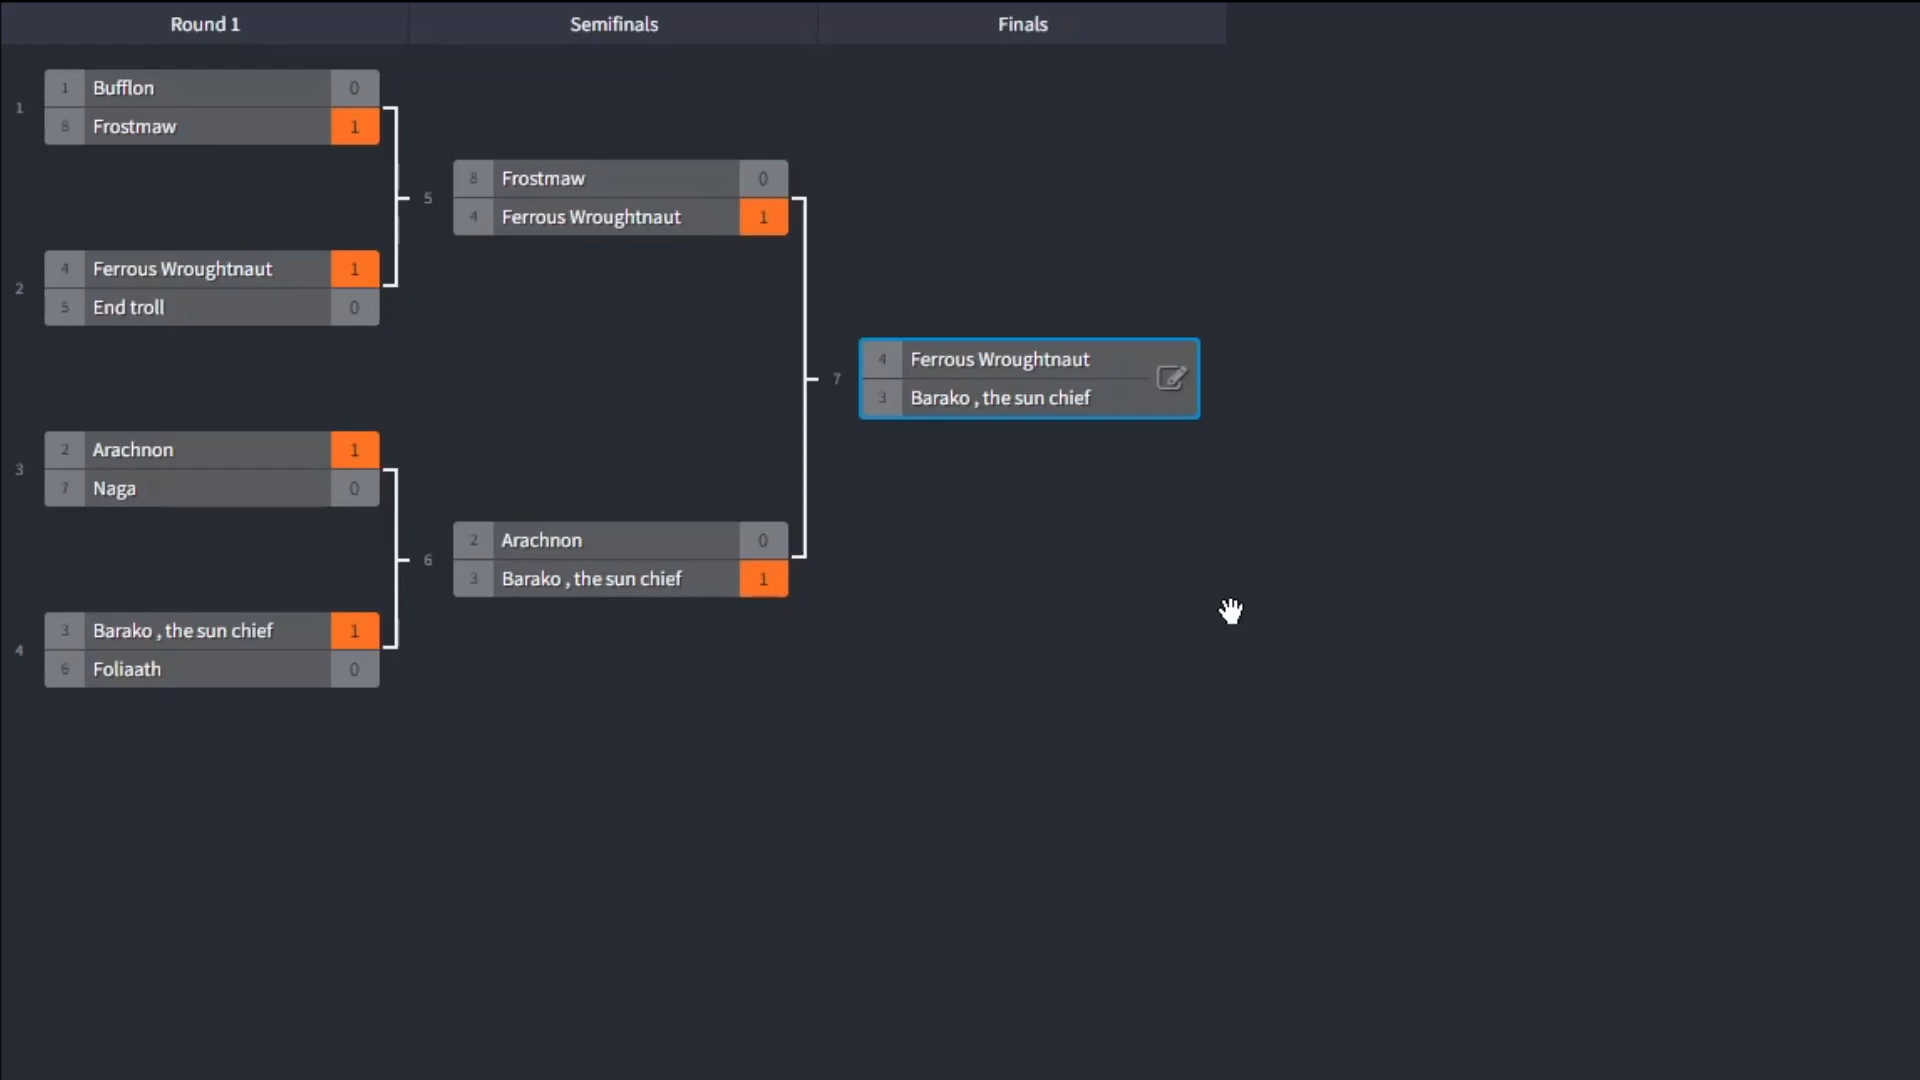 Round 1
Semifinals
Finals
1
1 Bufflon 0
8 Frostmaw 1
2
4 Ferrous Wroughtnaut 1
5 End troll 0
3
2 Arachnon 1
7 Naga 0
4
3 Barako , the sun chief 1
6 Foliaath 0
5
8 Frostmaw 0
4 Ferrous Wroughtnaut 1
6
2 Arachnon 0
3 Barako , the sun chief 1
7
4 Ferrous Wroughtnaut
3 Barako , the sun chief